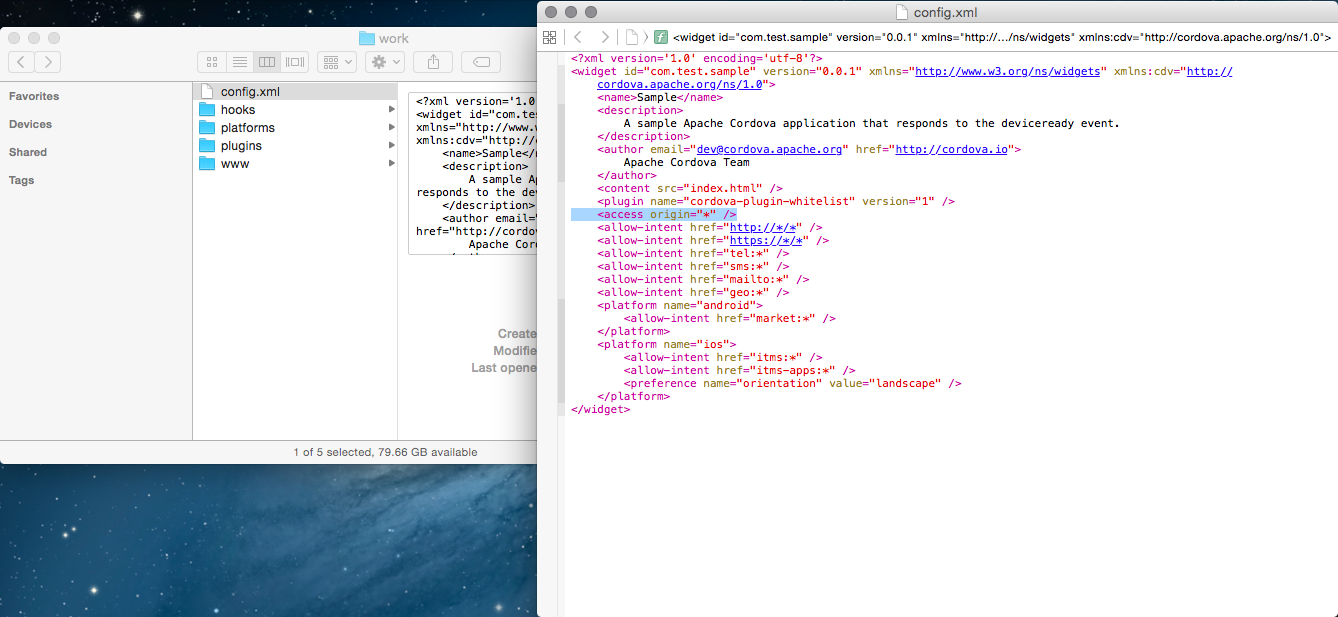 work
Favorites
Devices
Shared
Tags
config.xml
hooks
platforms
plugins
www
<?xml version='1.0
<widget id="com.tes
xmlns="http://www.w
xmlns:cdv="http://c
<name>Sample</n
<description>
A sample Ap
responds to the dev
</description>
<author email="
href="http://cordov
Apache Cord
Create
Modifie
Last opene
1 of 5 selected, 79.66 GB available
config.xml
<widget id="com.test.sample" version="0.0.1" xmlns="http://…/ns/widgets" xmlns:cdv="http://cordova.apache.org/ns/1.0">
<?xml version='1.0' encoding='utf-8'?>
<widget id="com.test.sample" version="0.0.1" xmlns="http://www.w3.org/ns/widgets" xmlns:cdv="http://
cordova.apache.org/ns/1.0">
<name>Sample</name>
<description>
A sample Apache Cordova application that responds to the deviceready event.
</description>
<author email="dev@cordova.apache.org" href="http://cordova.io">
Apache Cordova Team
</author>
<content src="index.html" />
<plugin name="cordova-plugin-whitelist" version="1" />
<access origin="*" />
<allow-intent href="http://*/*" />
<allow-intent href="https://*/*" />
<allow-intent href="tel:*" />
<allow-intent href="sms:*" />
<allow-intent href="mailto:*" />
<allow-intent href="geo:*" />
<platform name="android">
<allow-intent href="market:*" />
</platform>
<platform name="ios">
<allow-intent href="itms:*" />
<allow-intent href="itms-apps:*" />
<preference name="orientation" value="landscape" />
</platform>
</widget>